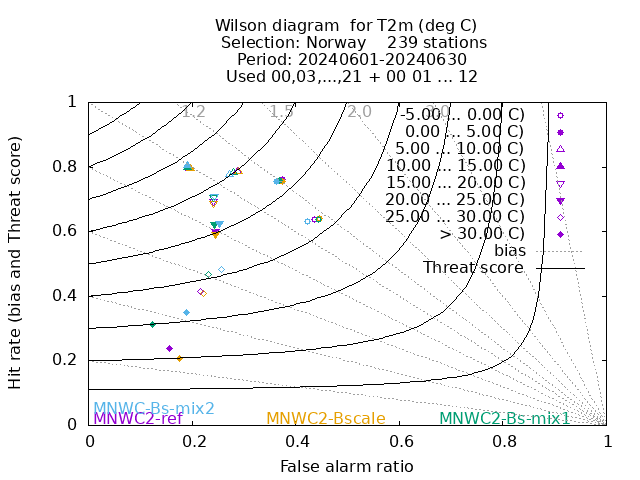 Wilson diagram  for T2m (deg C)
Selection: Norway    239 stations
Period: 20240601-20240630
Used 00,03,...,21 + 00 01 ... 12
1.2
1.5
2.0
3.0
-5.00 ... 0.00 C)
0.00 ... 5.00 C)
5.00 ... 10.00 C)
10.00 ... 15.00 C)
15.00 ... 20.00 C)
20.00 ... 25.00 C)
25.00 ... 30.00 C)
> 30.00 C)
bias
Threat score
1
0.8
0.6
0.4
0.2
0
Hit rate (bias and Threat score)
MNWC-Bs-mix2
MNWC2-ref
MNWC2-Bscale
MNWC2-Bs-mix1
0
0.2
0.4
0.6
0.8
1
False alarm ratio